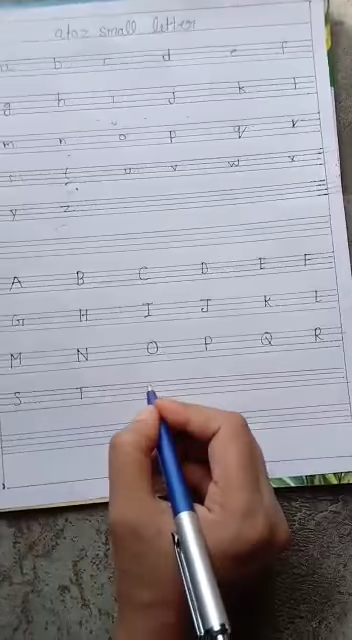 a to z small letter
a b c d e f
g h i j k l
m n o p q r
s t u v w x
y z
A B C D E F
G H I J K L
M N O P Q R
S T